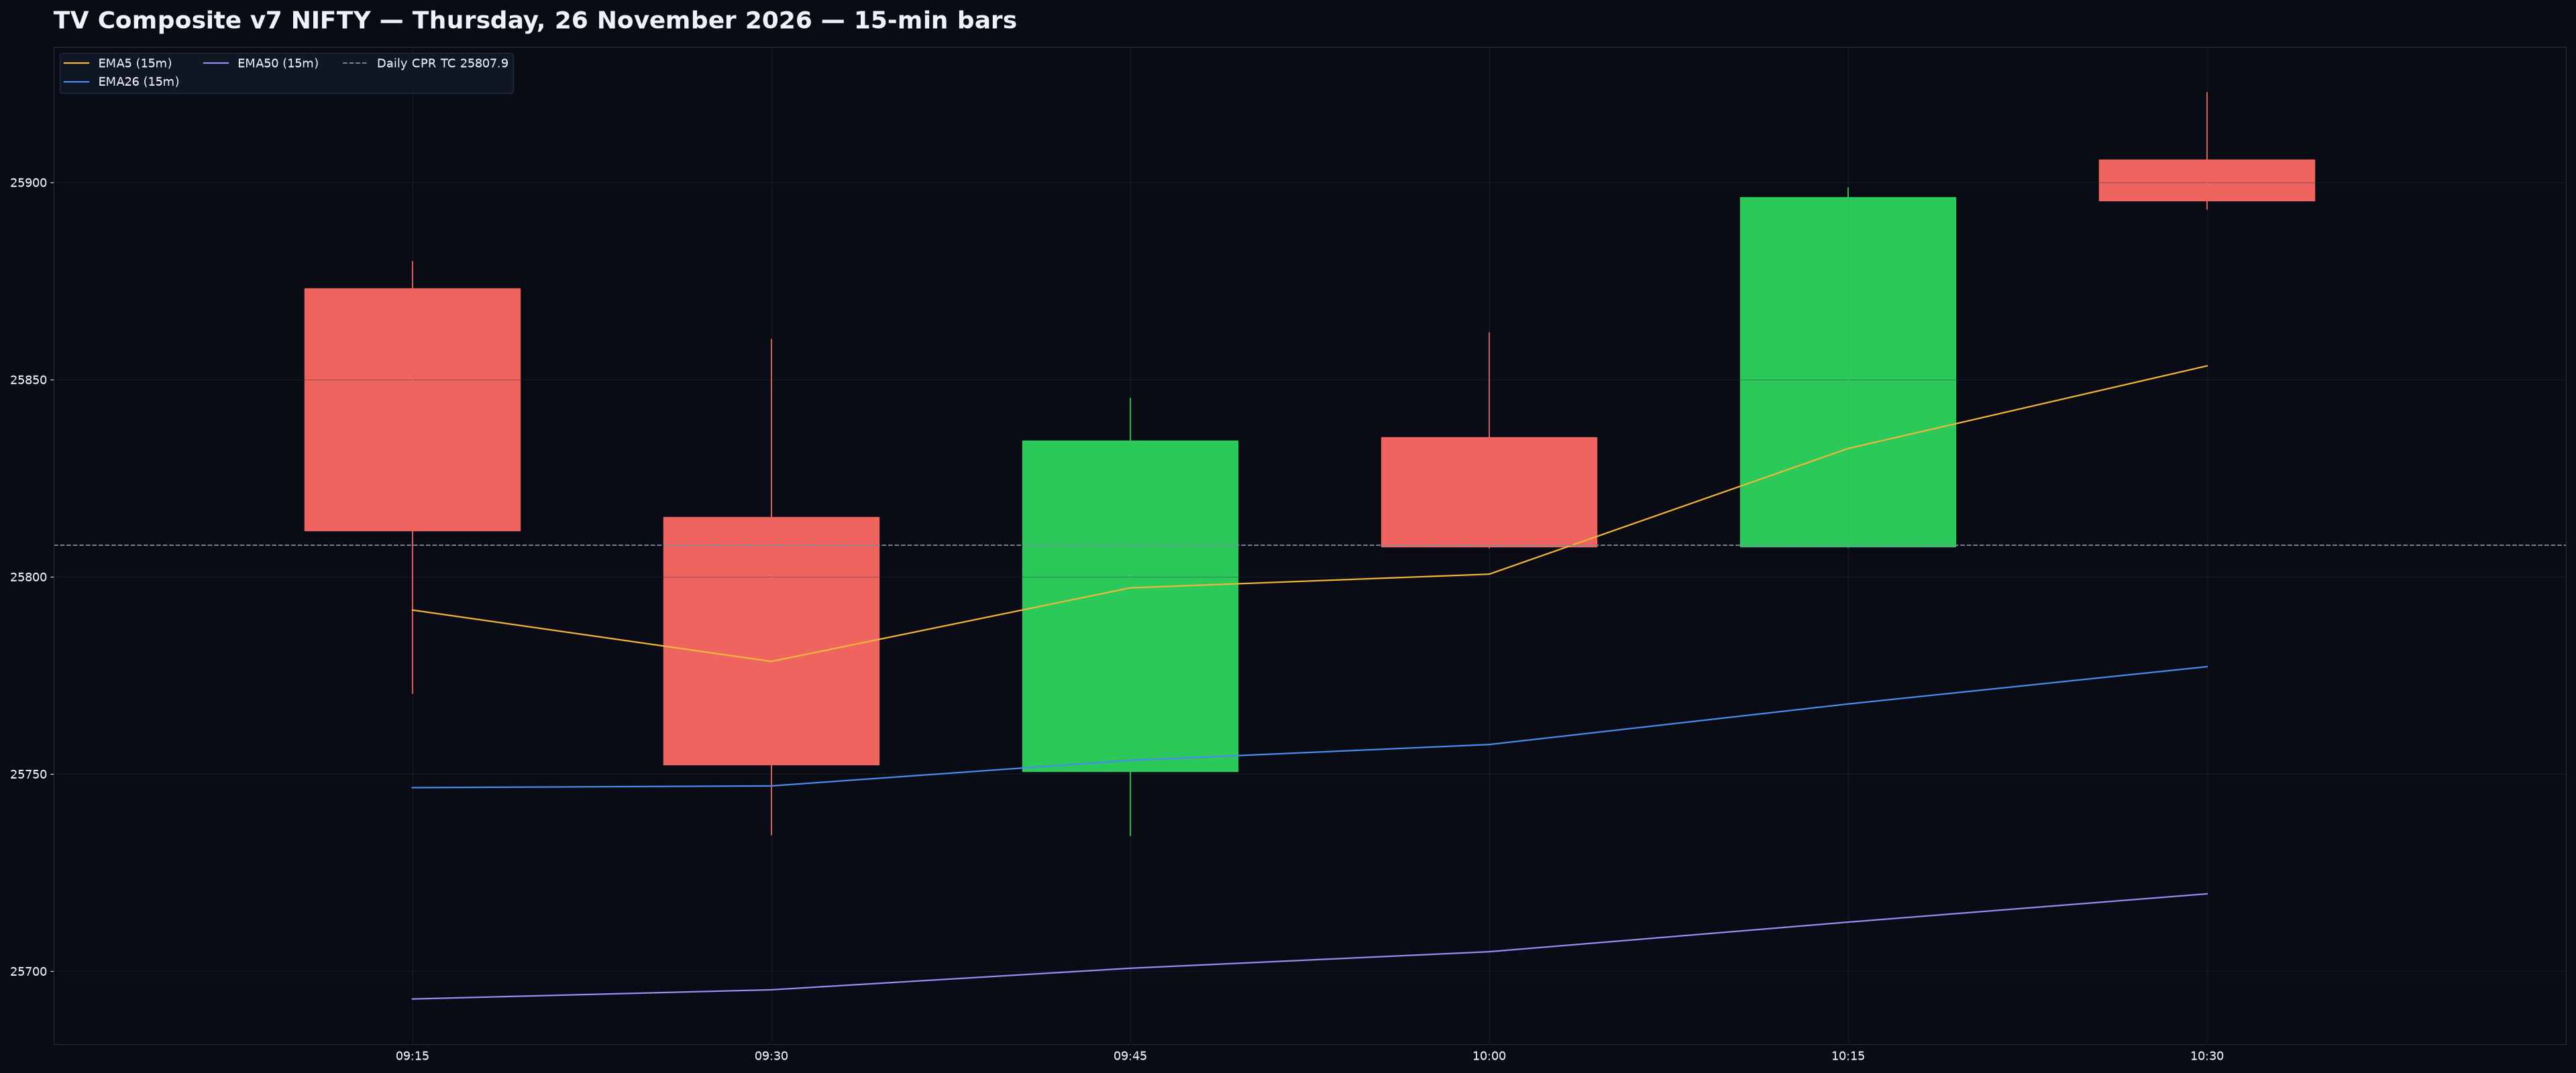 TV Composite v7 NIFTY — Thursday, 26 November 2026 — 15-min bars
EMA5 (15m) EMA50 (15m) Daily CPR TC 25807.9
EMA26 (15m)
25900
25850
25800
25750
25700
09:15 09:30 09:45 10:00 10:15 10:30